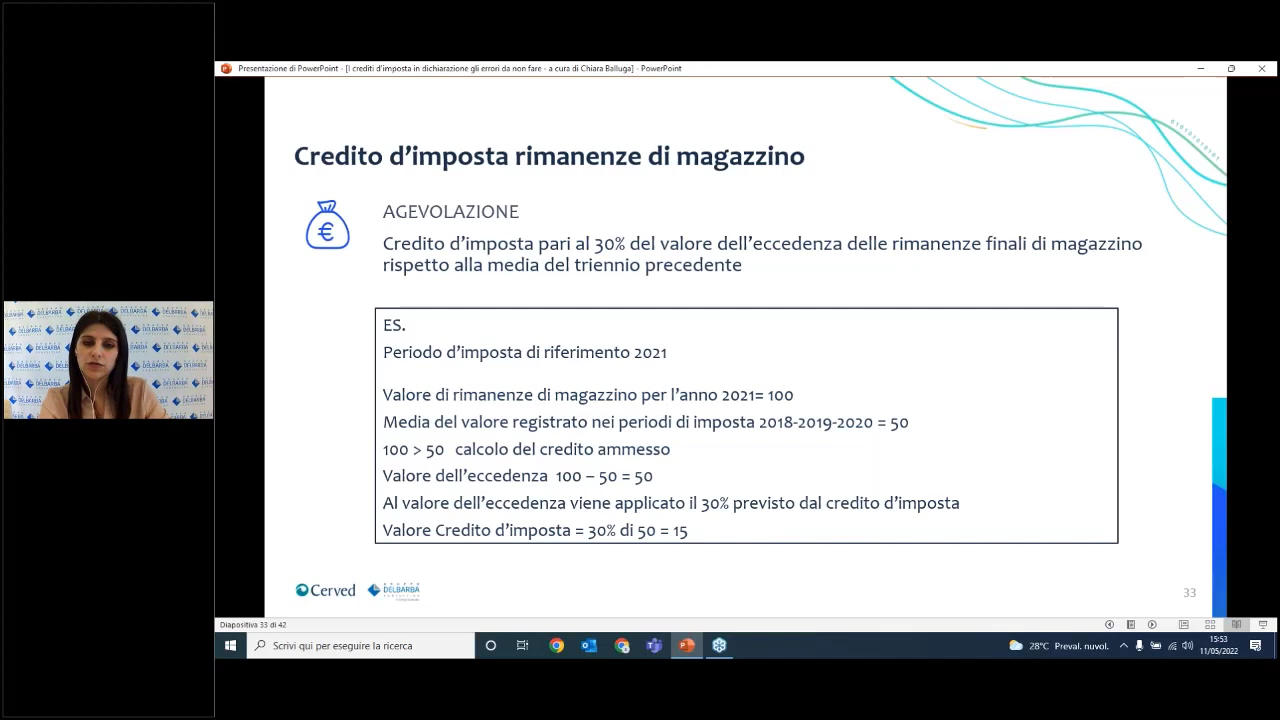 Presentazione di PowerPoint - [I crediti d'imposta in dichiarazione gli errori da non fare - a cura di Chiara Balluga] - PowerPoint
Credito d'imposta rimanenze di magazzino
AGEVOLAZIONE
Credito d'imposta pari al 30% del valore dell'eccedenza delle rimanenze finali di magazzino
rispetto alla media del triennio precedente
ES.
Periodo d'imposta di riferimento 2021
Valore di rimanenze di magazzino per l'anno 2021= 100
Media del valore registrato nei periodi di imposta 2018-2019-2020 = 50
100 > 50 calcolo del credito ammesso
Valore dell'eccedenza 100 – 50 = 50
Al valore dell'eccedenza viene applicato il 30% previsto dal credito d'imposta
Valore Credito d'imposta = 30% di 50 = 15
Cerved
GRUPPO
DELBARBA
33
Diapositiva 33 di 42
Scrivi qui per eseguire la ricerca
28°C Preval. nuvol.
15:53
11/05/2022